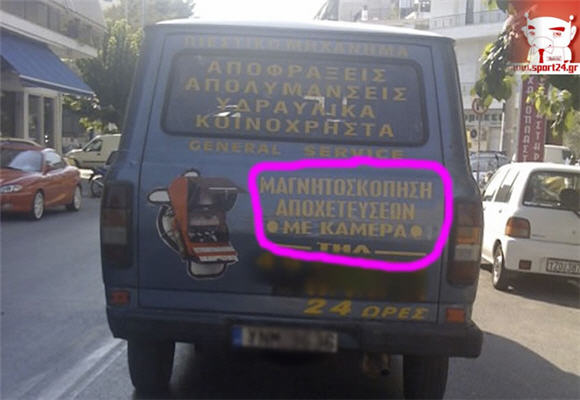 www.sport24.gr
ΠΙΕΣΤΙΚΟ ΜΗΧΑΝΗΜΑ
ΑΠΟΦΡΑΞΕΙΣ
ΑΠΟΛΥΜΑΝΣΕΙΣ
ΥΔΡΑΥΛΙΚΑ
ΚΟΙΝΟΧΡΗΣΤΑ
GENERAL SERVICE
ΜΑΓΝΗΤΟΣΚΟΠΗΣΗ
ΑΠΟΧΕΤΕΥΣΕΩΝ
ΜΕ ΚΑΜΕΡΑ
ΤΗΛ
24 ΩΡΕΣ